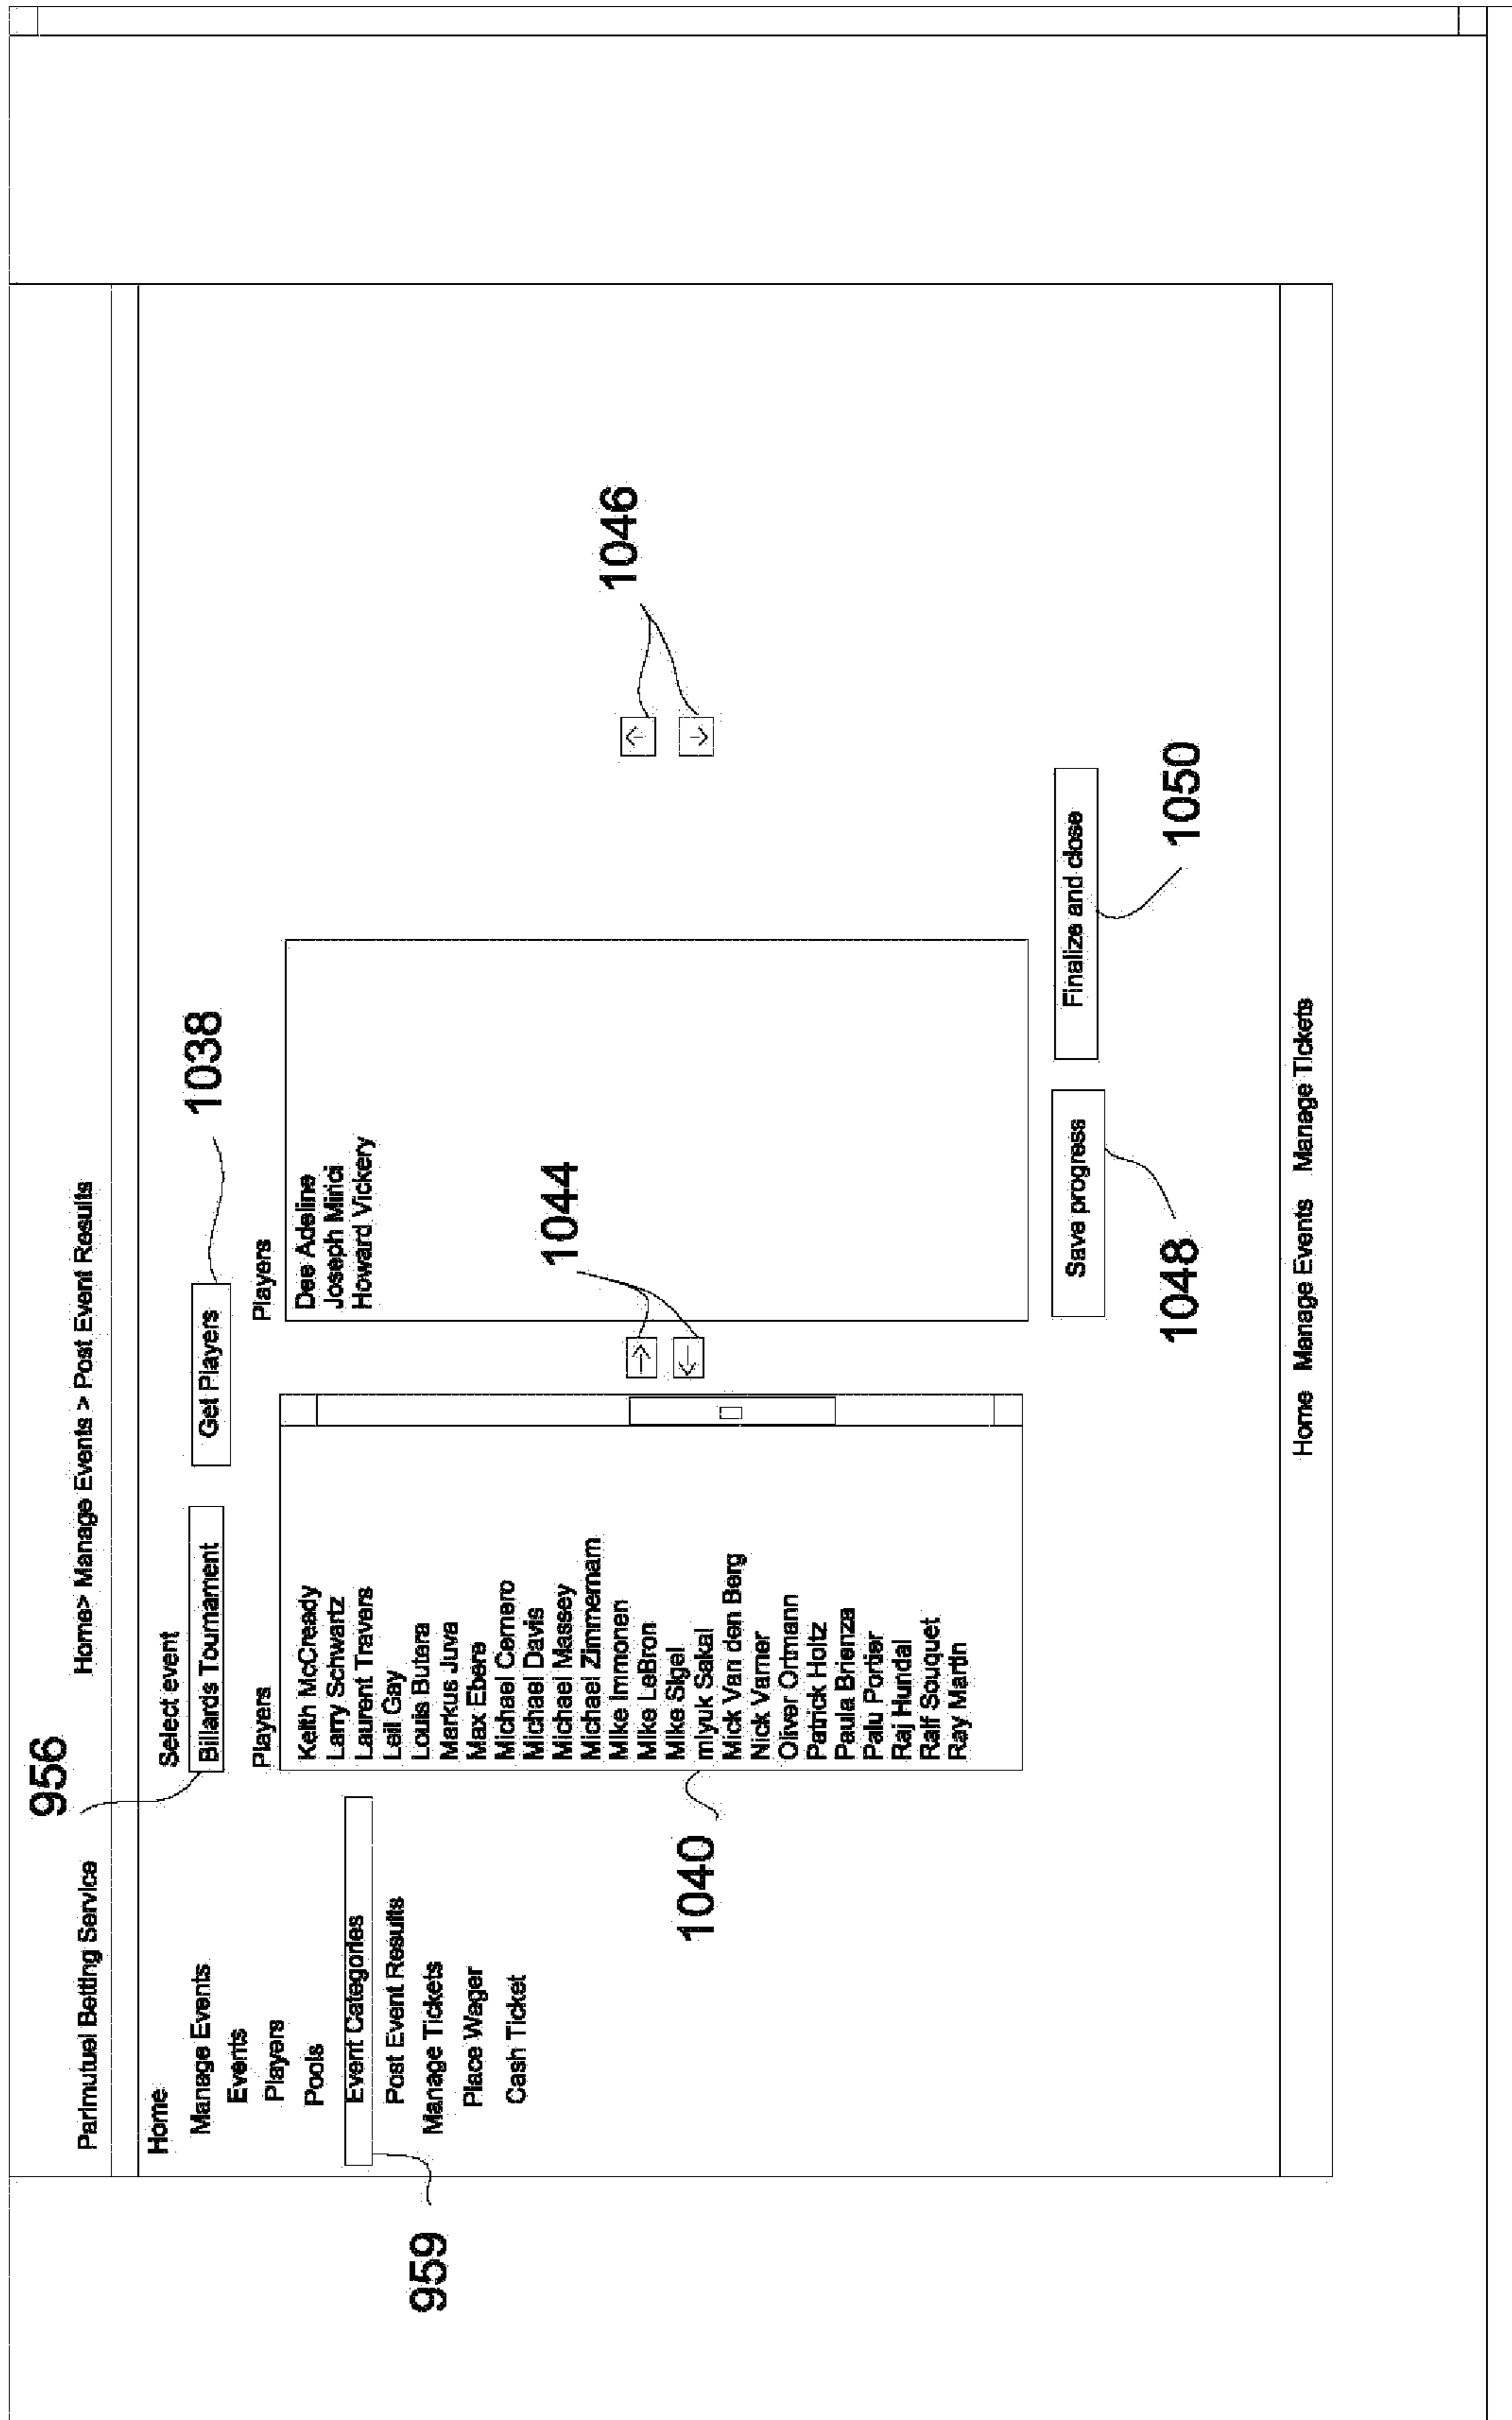 956
Parimutuel Betting Service
Home> Manage Events > Post Event Results
Home
Manage Events
Events
Players
Pools
Event Categories
Post Event Results
Manage Tickets
Place Wager
Cash Ticket
959
Select event
Billards Tournament
Get Players
1038
Players
Keith McCready
Larry Schwartz
Laurent Travers
Leil Gay
Louis Butera
Markus Juva
Max Ebere
Michael Cernero
Michael Davis
Michael Massey
Michael Zimmemam
Mike Immonen
Mike LeBron
Mike Sigel
miyuk Sakai
Mick Van den Berg
Nick Varner
Oliver Ortmann
Patrick Holtz
Paula Brienza
Palu Portier
Raj Hundal
Ralf Souquet
Ray Martin
1040
Players
Dee Adeline
Joseph Mirici
Howard Vickery
1044
1046
Save progress
Finalize and close
1048
1050
Home Manage Events Manage Tickets